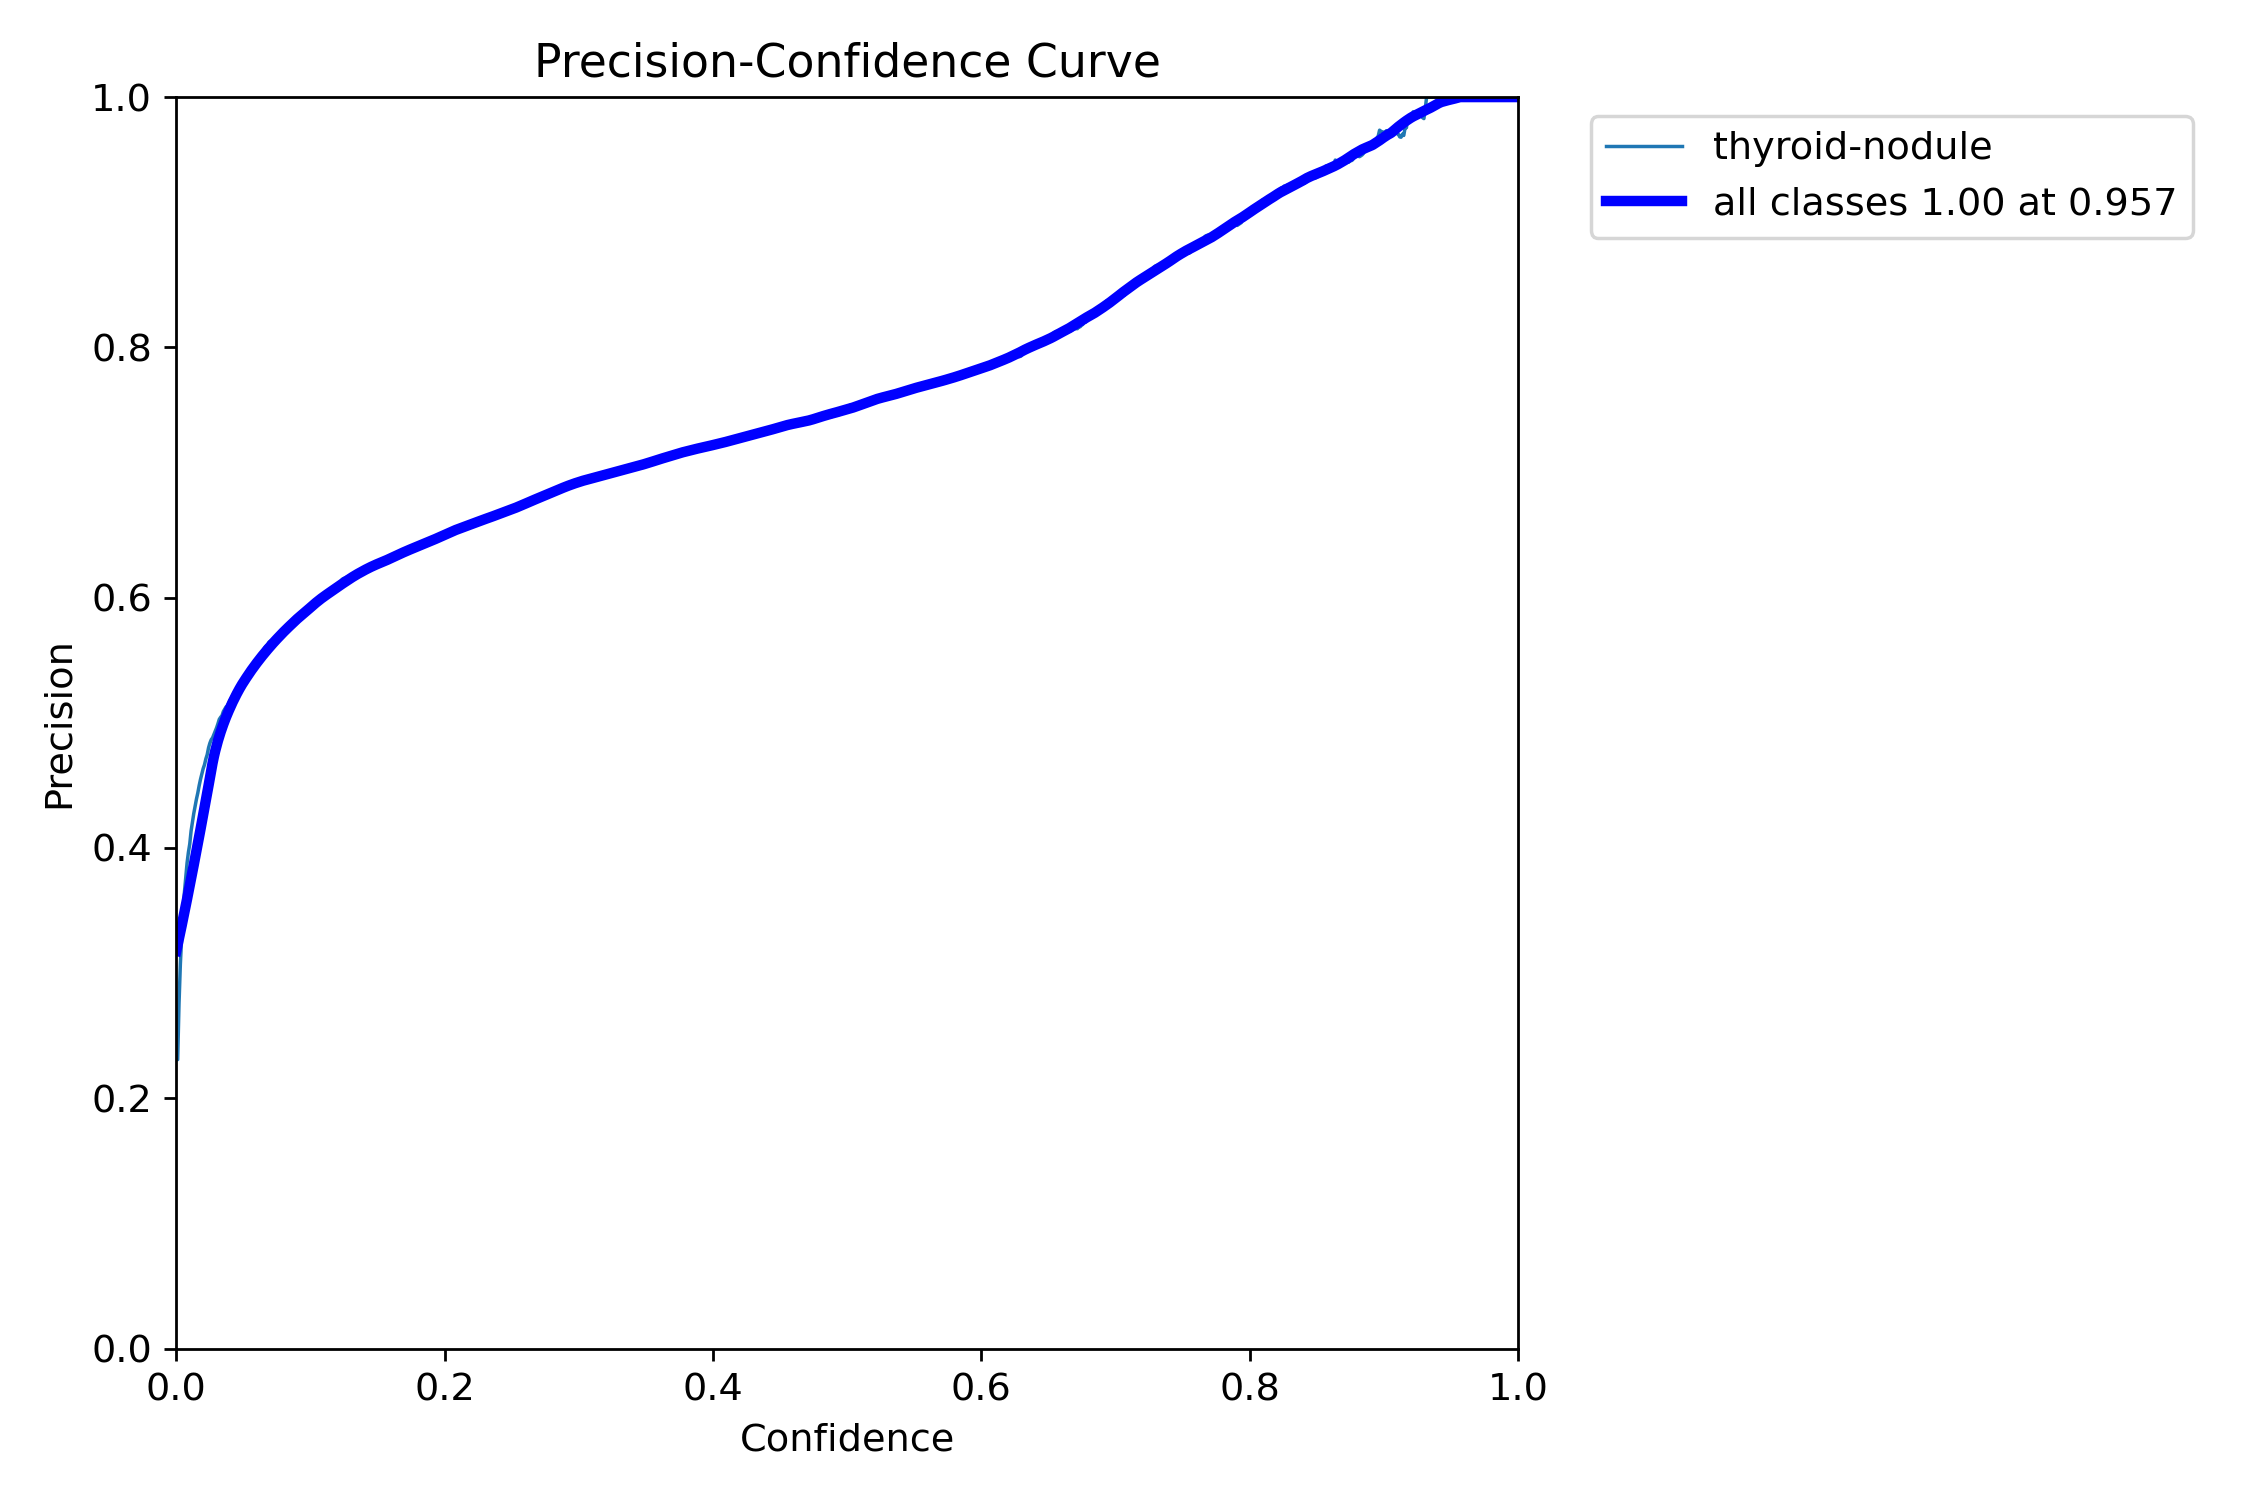 Precision-Confidence Curve
1.0
0.8
0.6
0.4
0.2
0.0
Precision
0.0 0.2 0.4 0.6 0.8 1.0
Confidence
thyroid-nodule
all classes 1.00 at 0.957